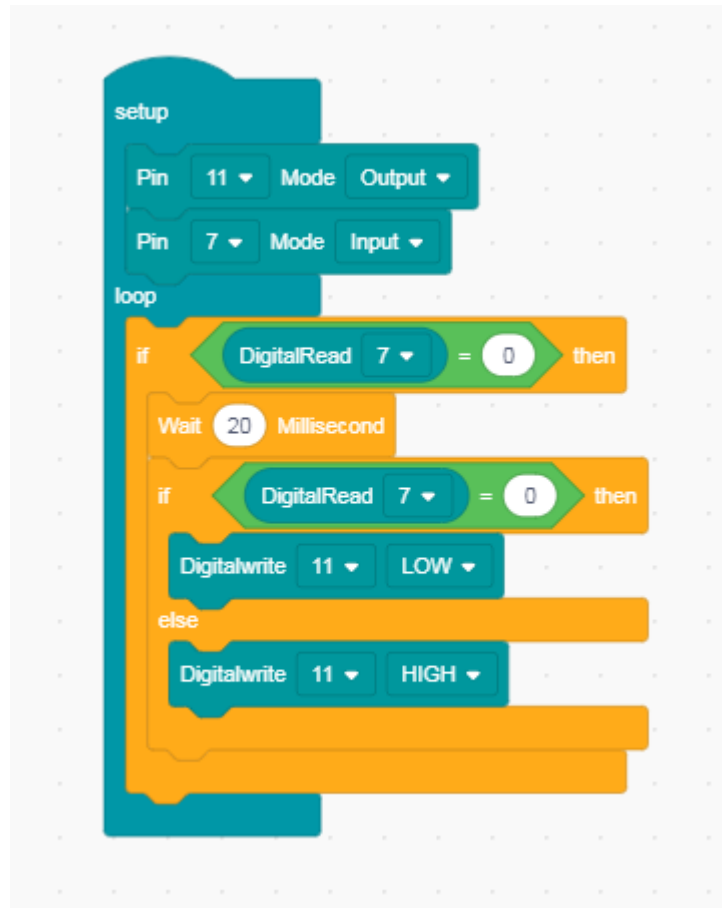 setup
Pin 11 Mode Output
Pin 7 Mode Input
loop
if DigitalRead 7 = 0 then
Wait 20 Millisecond
if DigitalRead 7 = 0 then
Digitalwrite 11 LOW
else
Digitalwrite 11 HIGH